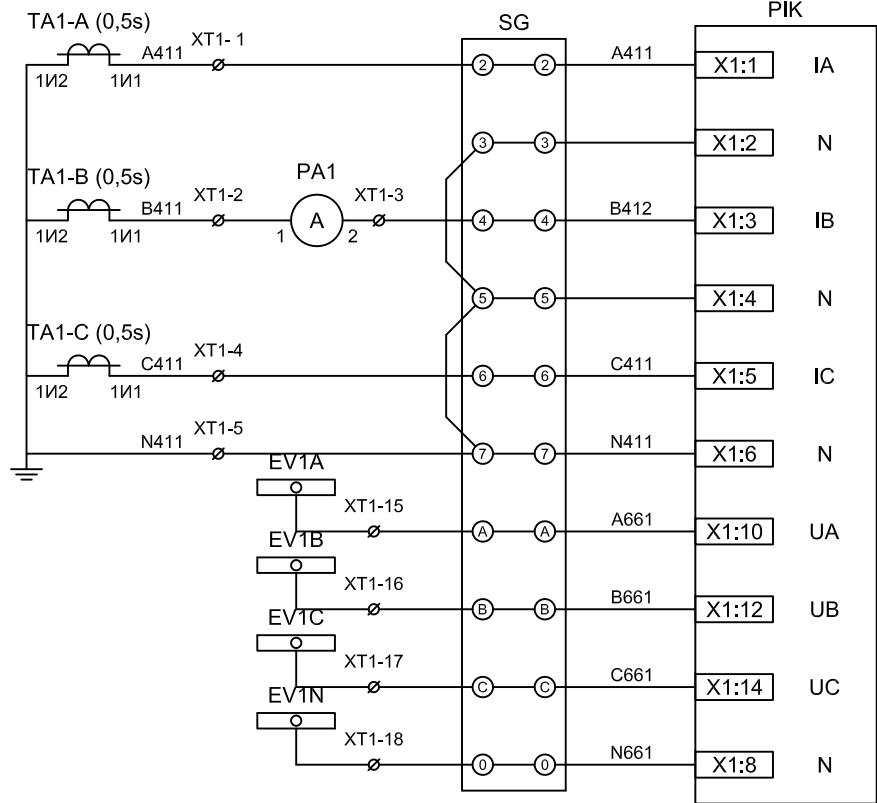 PIK
SG
TA1-A (0,5s)
A411
XT1- 1
1И2
1И1
2
2
A411
X1:1
IA
3
3
X1:2
N
TA1-B (0,5s)
PA1
B411
XT1-2
XT1-3
A
1И2
1И1
1
2
4
4
B412
X1:3
IB
5
5
X1:4
N
TA1-C (0,5s)
C411
XT1-4
1И2
1И1
6
6
C411
X1:5
IC
N411
XT1-5
7
7
N411
X1:6
N
EV1A
XT1-15
A
A
A661
X1:10
UA
EV1B
XT1-16
B
B
B661
X1:12
UB
EV1C
XT1-17
C
C
C661
X1:14
UC
EV1N
XT1-18
0
0
N661
X1:8
N